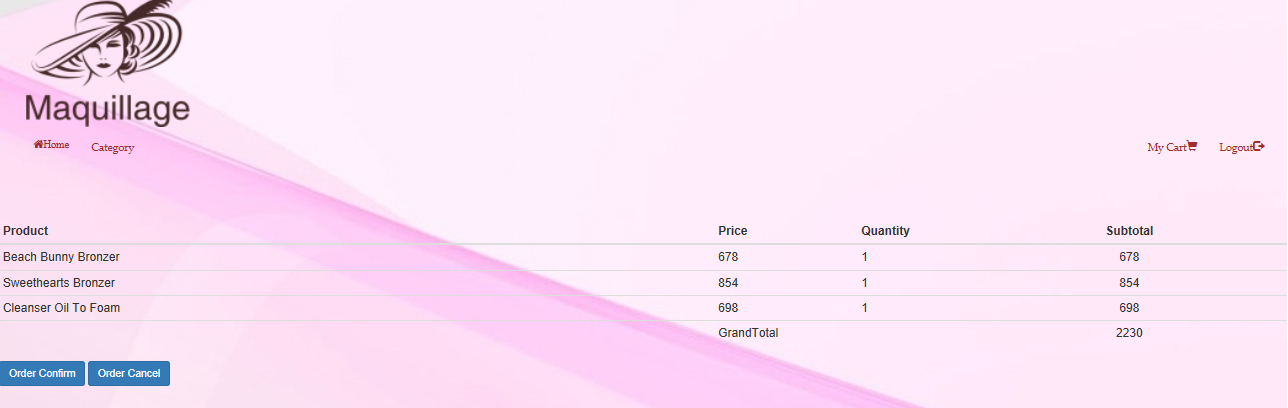 Maquillage
Home Category My Cart Logout
Product Price Quantity Subtotal
Beach Bunny Bronzer 678 1 678
Sweethearts Bronzer 854 1 854
Cleanser Oil To Foam 698 1 698
GrandTotal 2230
Order Confirm Order Cancel